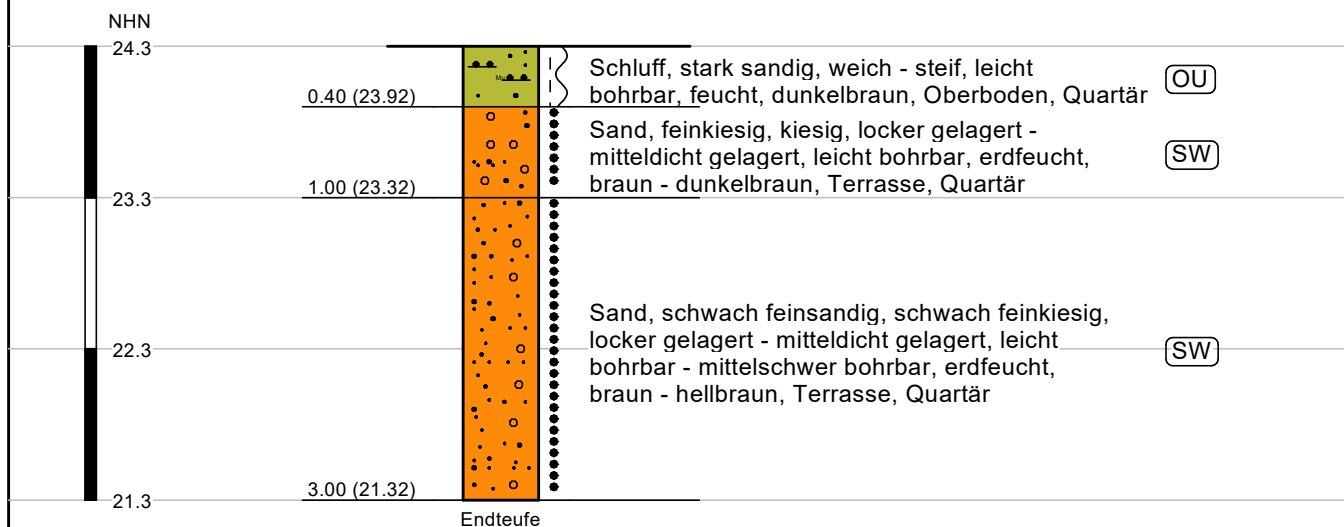 NHN
24.3
Schluff, stark sandig, weich - steif, leicht
bohrbar, feucht, dunkelbraun, Oberboden, Quartär
OU
0.40 (23.92)
Sand, feinkiesig, kiesig, locker gelagert -
mitteldicht gelagert, leicht bohrbar, erdfeucht,
braun - dunkelbraun, Terrasse, Quartär
SW
1.00 (23.32)
23.3
Sand, schwach feinsandig, schwach feinkiesig,
locker gelagert - mitteldicht gelagert, leicht
bohrbar - mittelschwer bohrbar, erdfeucht,
braun - hellbraun, Terrasse, Quartär
SW
22.3
3.00 (21.32)
21.3
Endteufe